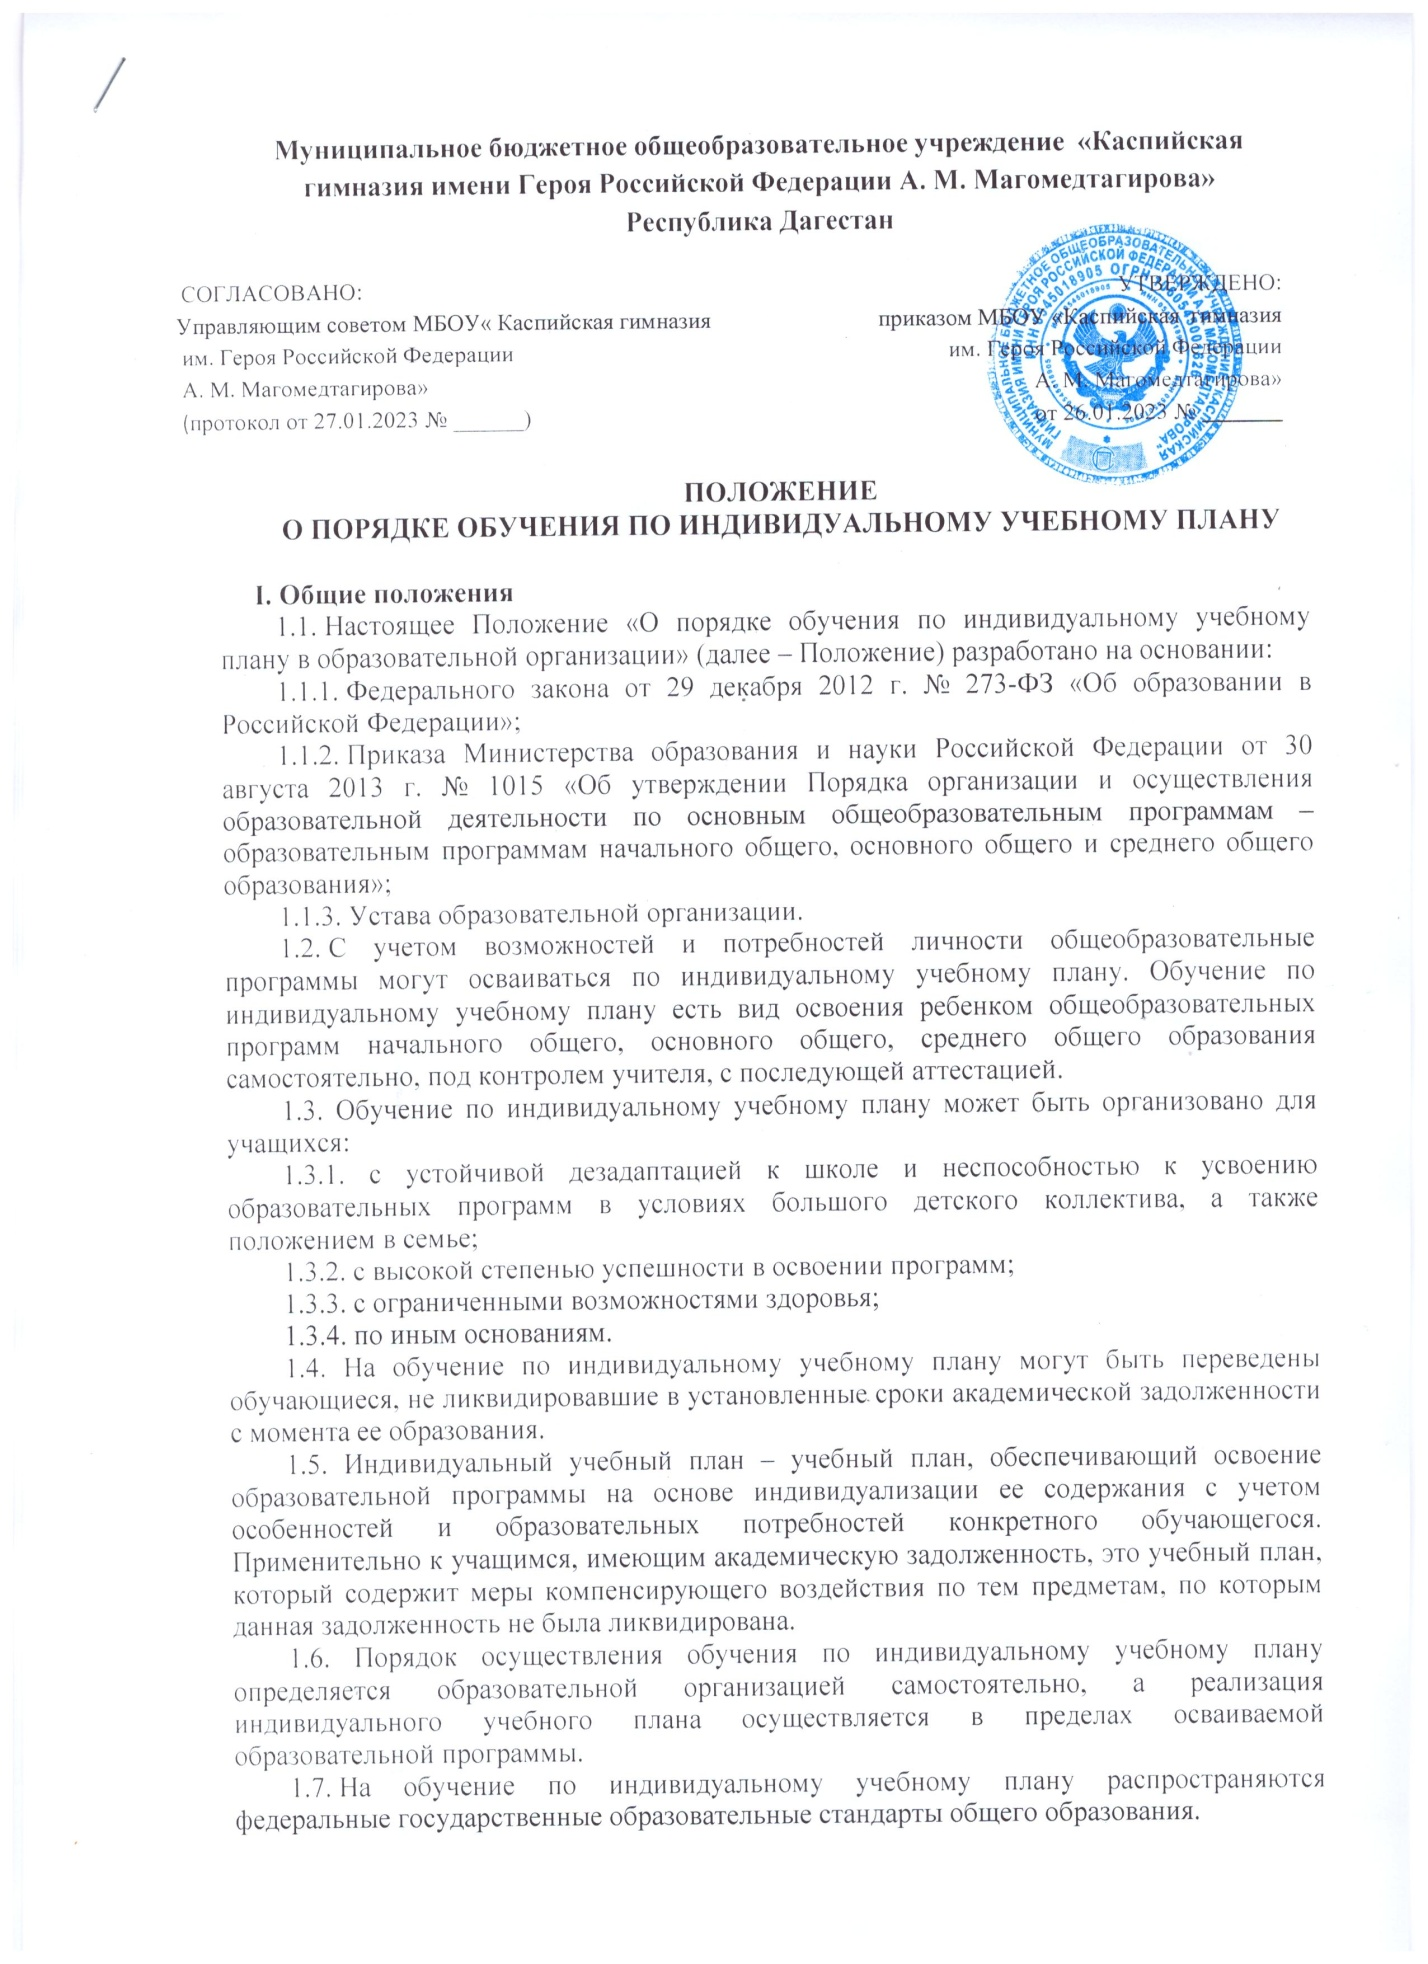 Муниципальное бюджетное общеобразовательное учреждение «Каспийская
гимназия имени Героя Российской Федерации А. М. Магомедтагирова»
Республика Дагестан
СОГЛАСОВАНО:
Управляющим советом МБОУ« Каспийская гимназия
им. Героя Российской Федерации
А. М. Магомедтагирова»
(протокол от 27.01.2023 № ______)
УТВЕРЖДЕНО:
приказом МБОУ «Каспийская гимназия
им. Героя Российской Федерации
А. М. Магомедтагирова»
от 26.01.2023 № ______
ПОЛОЖЕНИЕ
О ПОРЯДКЕ ОБУЧЕНИЯ ПО ИНДИВИДУАЛЬНОМУ УЧЕБНОМУ ПЛАНУ
I. Общие положения
1.1. Настоящее Положение «О порядке обучения по индивидуальному учебному
плану в образовательной организации» (далее – Положение) разработано на основании:
1.1.1. Федерального закона от 29 декабря 2012 г. № 273-ФЗ «Об образовании в
Российской Федерации»;
1.1.2. Приказа Министерства образования и науки Российской Федерации от 30
августа 2013 г. № 1015 «Об утверждении Порядка организации и осуществления
образовательной деятельности по основным общеобразовательным программам –
образовательным программам начального общего, основного общего и среднего общего
образования»;
1.1.3. Устава образовательной организации.
1.2. С учетом возможностей и потребностей личности общеобразовательные
программы могут осваиваться по индивидуальному учебному плану. Обучение по
индивидуальному учебному плану есть вид освоения ребенком общеобразовательных
программ начального общего, основного общего, среднего общего образования
самостоятельно, под контролем учителя, с последующей аттестацией.
1.3. Обучение по индивидуальному учебному плану может быть организовано для
учащихся:
1.3.1. с устойчивой дезадаптацией к школе и неспособностью к усвоению
образовательных программ в условиях большого детского коллектива, а также
положением в семье;
1.3.2. с высокой степенью успешности в освоении программ;
1.3.3. с ограниченными возможностями здоровья;
1.3.4. по иным основаниям.
1.4. На обучение по индивидуальному учебному плану могут быть переведены
обучающиеся, не ликвидировавшие в установленные сроки академической задолженности
с момента ее образования.
1.5. Индивидуальный учебный план – учебный план, обеспечивающий освоение
образовательной программы на основе индивидуализации ее содержания с учетом
особенностей и образовательных потребностей конкретного обучающегося.
Применительно к учащимся, имеющим академическую задолженность, это учебный план,
который содержит меры компенсирующего воздействия по тем предметам, по которым
данная задолженность не была ликвидирована.
1.6. Порядок осуществления обучения по индивидуальному учебному плану
определяется образовательной организацией самостоятельно, а реализация
индивидуального учебного плана осуществляется в пределах осваиваемой
образовательной программы.
1.7. На обучение по индивидуальному учебному плану распространяются
федеральные государственные образовательные стандарты общего образования.